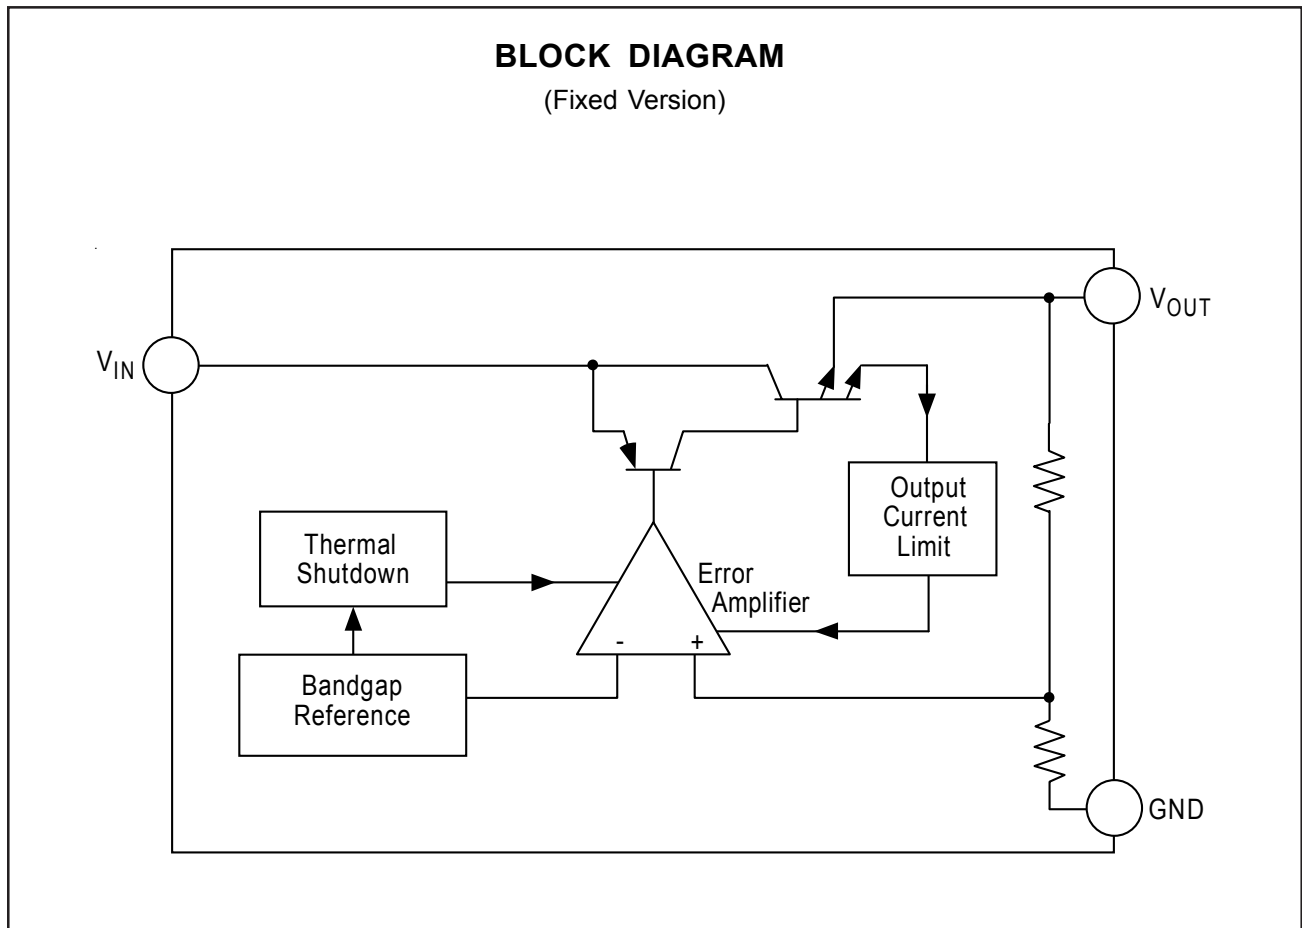 BLOCK DIAGRAM
(Fixed Version)
VOUT
VIN
Output
Current
Limit
Thermal
Shutdown
Error
Amplifier
- +
Bandgap
Reference
GND